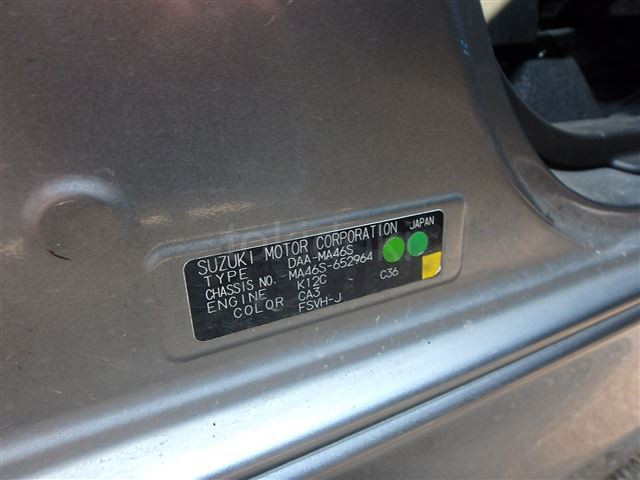 SUZUKI MOTOR CORPORATION JAPAN
TYPE DAA-MA46S
CHASSIS NO. MA46S-652964
ENGINE K12C C36
COLOR CA3
FSVH-J